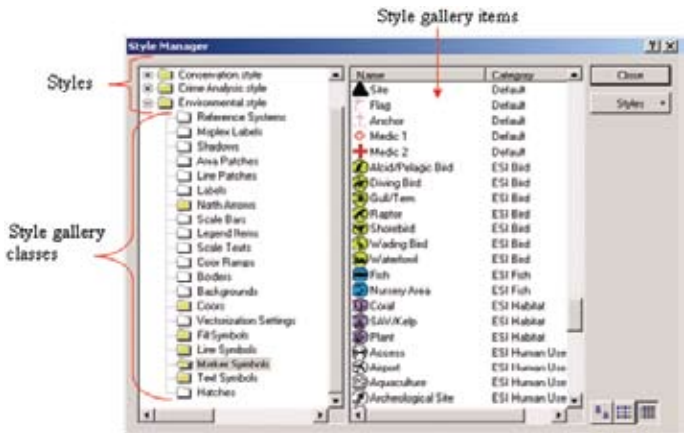 Style gallery items
Style Manager
Styles
Conservation.style
Crime Analysis.style
Environmental.style
Reference Systems
Maplex Labels
Shadows
Area Patches
Line Patches
Labels
North Arrows
Scale Bars
Legend Items
Scale Texts
Color Ramps
Borders
Backgrounds
Colors
Vectorization Settings
Fill Symbols
Line Symbols
Marker Symbols
Text Symbols
Hatches
Style gallery
classes
Name Category
Site Default
Flag Default
Anchor Default
Medic 1 Default
Medic 2 Default
Alcid/Pelagic Bird ESI Bird
Diving Bird ESI Bird
Gull/Tern ESI Bird
Raptor ESI Bird
Shorebird ESI Bird
Wading Bird ESI Bird
Waterfowl ESI Bird
Fish ESI Fish
Nursery Area ESI Fish
Coral ESI Habitat
SAV/Kelp ESI Habitat
Plant ESI Habitat
Access ESI Human Use
Airport ESI Human Use
Aquaculture ESI Human Use
Archeological Site ESI Human Use
Close
Styles